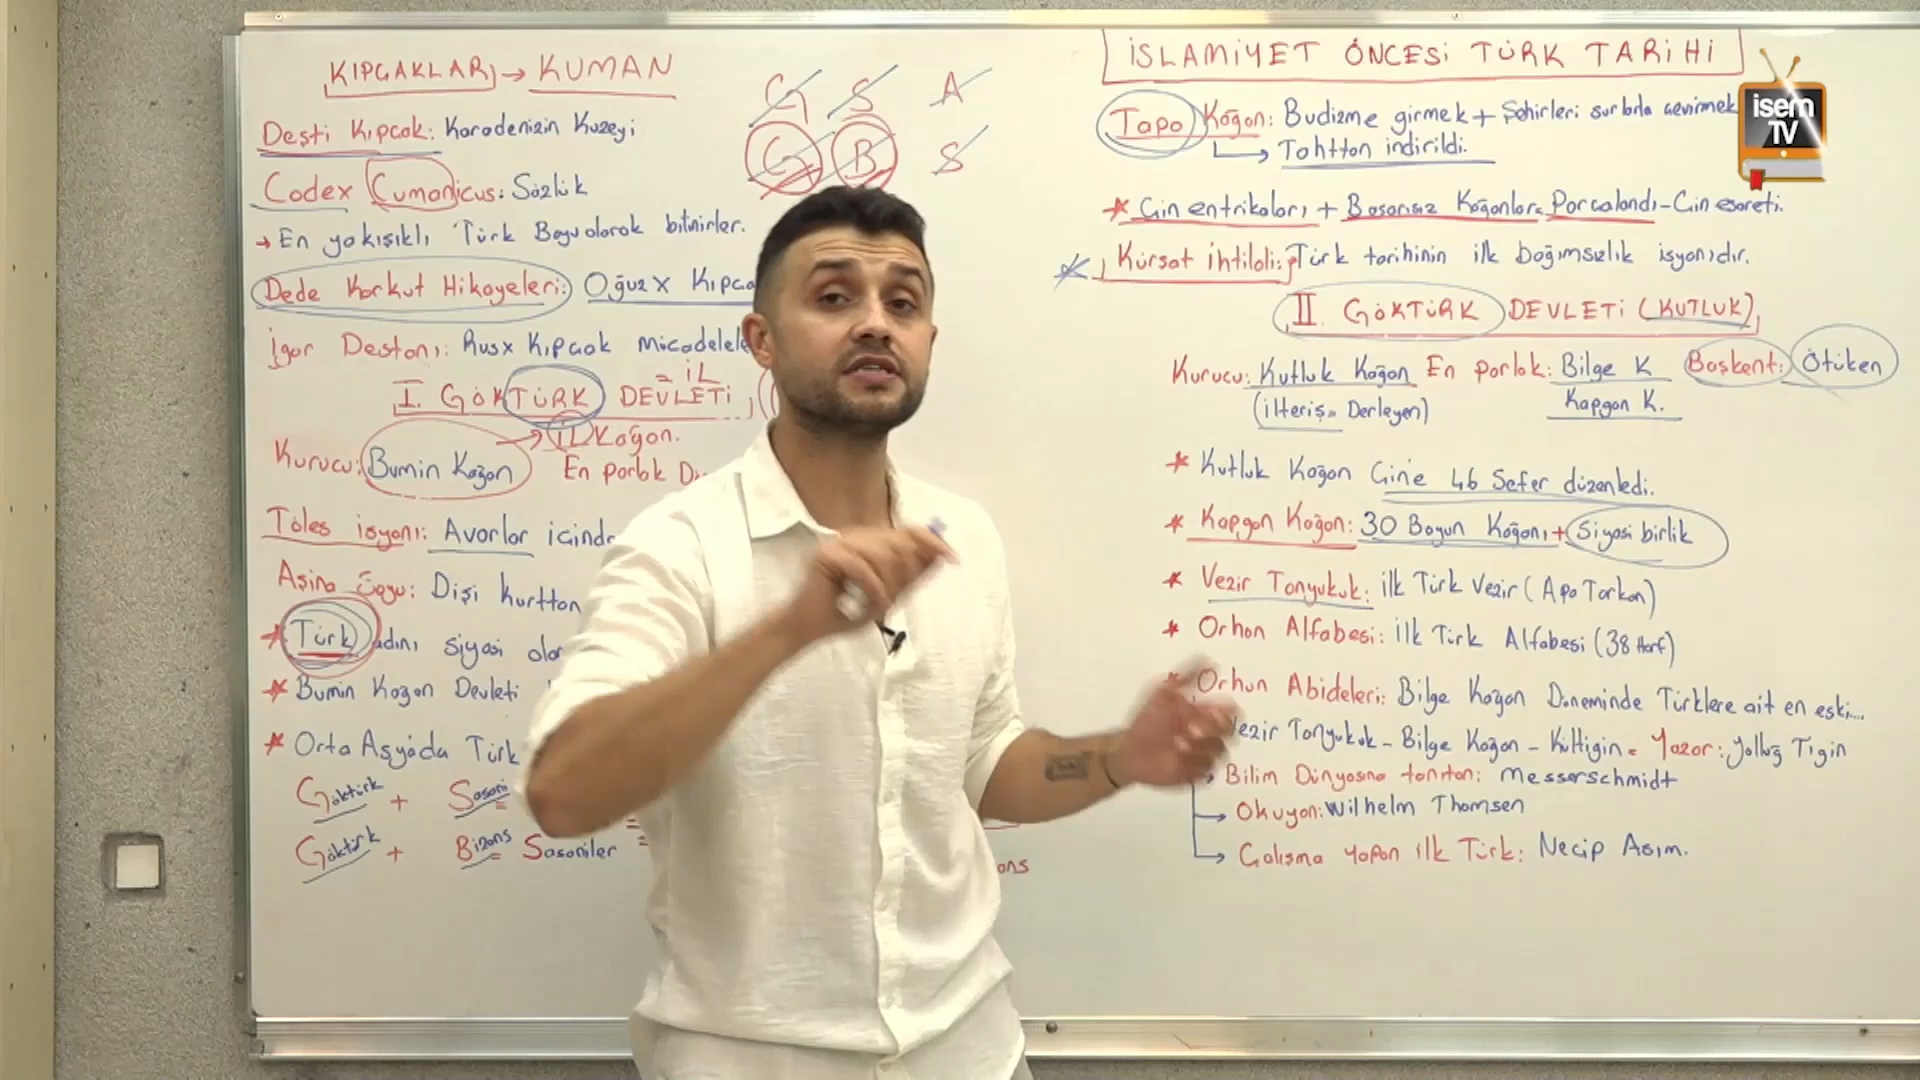 KIPÇAKLAR → KUMAN
Deşti Kıpçak: Karadenizin Kuzeyi
Codex Cumanicus: Sözlük
→ En yakışıklı Türk Boyu olarak bilinirler.
Dede Korkut Hikayeleri: Oğuz X Kıpça
İgor Destanı: Rus x Kıpçak Mücadele
= İL
I. GÖKTÜRK DEVLETİ
→ İL Kağan.
Kurucu: Bumin Kağan En parlak D
Töles isyanı: Avarlar içinde
Aşina Soyu: Dişi kurttan
* Türk adını siyasi olar
* Bumin Kağan Devleti
* Orta Asyada Türk
Göktürk + Sasani
Göktürk + Bizans Sasaniler
ans
G S A
G B S
İSLAMİYET ÖNCESİ TÜRK TARİHİ
isem TV
Tapo Kağan: Budizme girmek + Şehirleri surlarla çevirmek
→ Tahttan indirildi.
* Çin entrikaları + Başarısız Kağanlar = Parçalandı - Çin esareti.
* Kürşat ihtilali: Türk tarihinin ilk bağımsızlık isyanıdır.
II. GÖKTÜRK DEVLETİ (KUTLUK)
Kurucu: Kutluk Kağan En parlak: Bilge K Başkent: Ötüken
(ilteriş = Derleyen) Kapgan K.
* Kutluk Kağan Çine 46 Sefer düzenledi.
* Kapgan Kağan: 30 Boyun Kağanı + Siyasi birlik
* Vezir Tonyukuk: ilk Türk Vezir (Apa Tarkan)
* Orhon Alfabesi: İlk Türk Alfabesi (38 Harf)
* Orhun Abideleri: Bilge Kağan Döneminde Türklere ait en eski...
ezir Tonyukuk - Bilge Kağan - Kültigin = Yazar: Yolluğ Tigin
→ Bilim Dünyasına tanıtan: Messerschmidt
→ Okuyan: Wilhelm Thomsen
→ Çalışma yapan ilk Türk: Necip Asım.